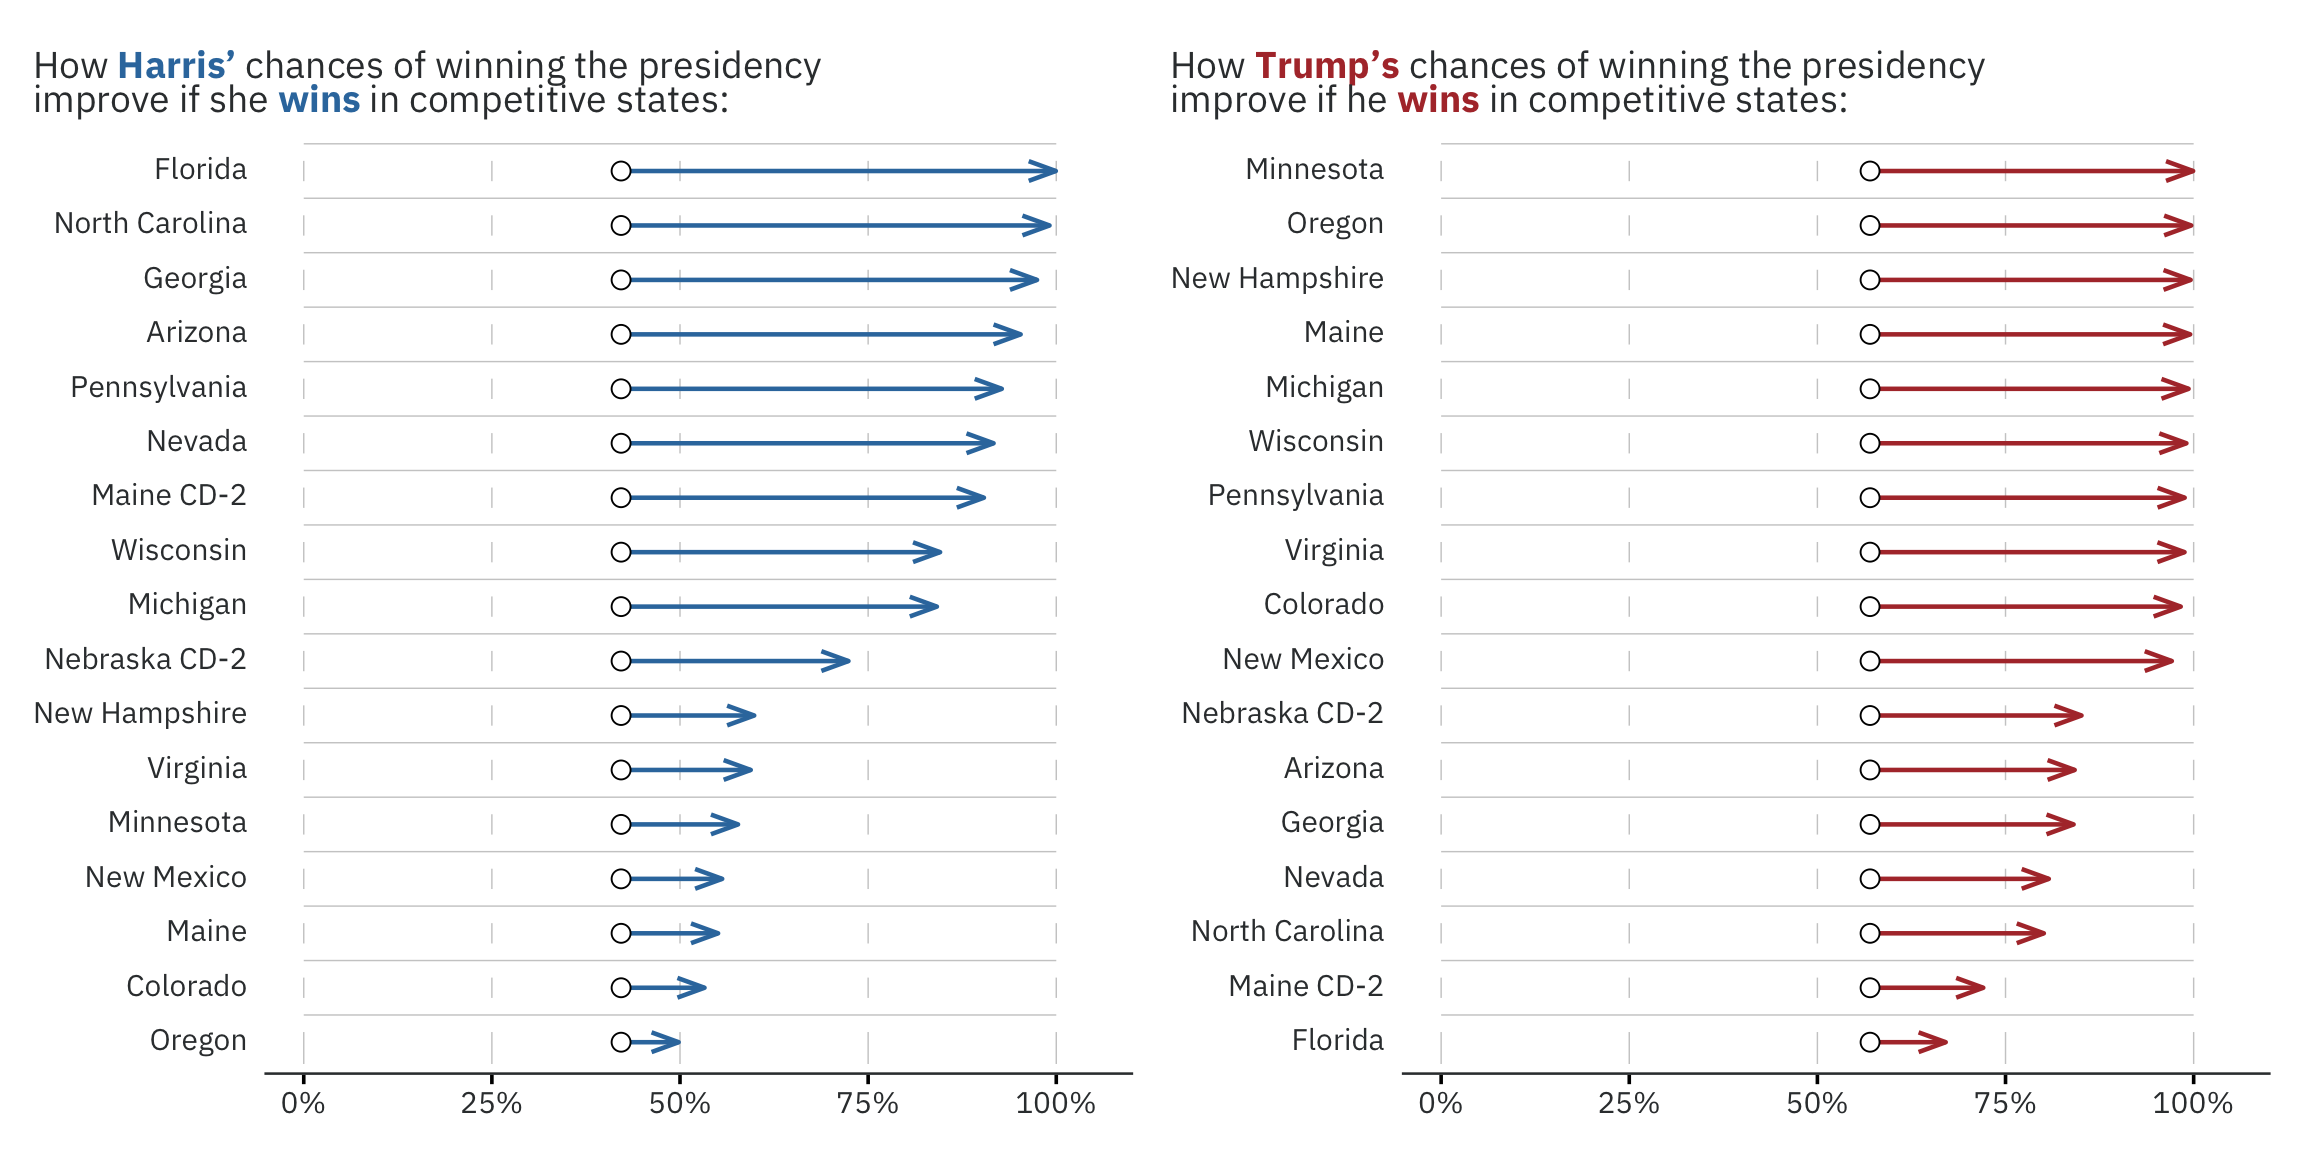 How Harris’ chances of winning the presidency
improve if she wins in competitive states:
Florida
North Carolina
Georgia
Arizona
Pennsylvania
Nevada
Maine CD-2
Wisconsin
Michigan
Nebraska CD-2
New Hampshire
Virginia
Minnesota
New Mexico
Maine
Colorado
Oregon
0% 25% 50% 75% 100%
How Trump’s chances of winning the presidency
improve if he wins in competitive states:
Minnesota
Oregon
New Hampshire
Maine
Michigan
Wisconsin
Pennsylvania
Virginia
Colorado
New Mexico
Nebraska CD-2
Arizona
Georgia
Nevada
North Carolina
Maine CD-2
Florida
0% 25% 50% 75% 100%